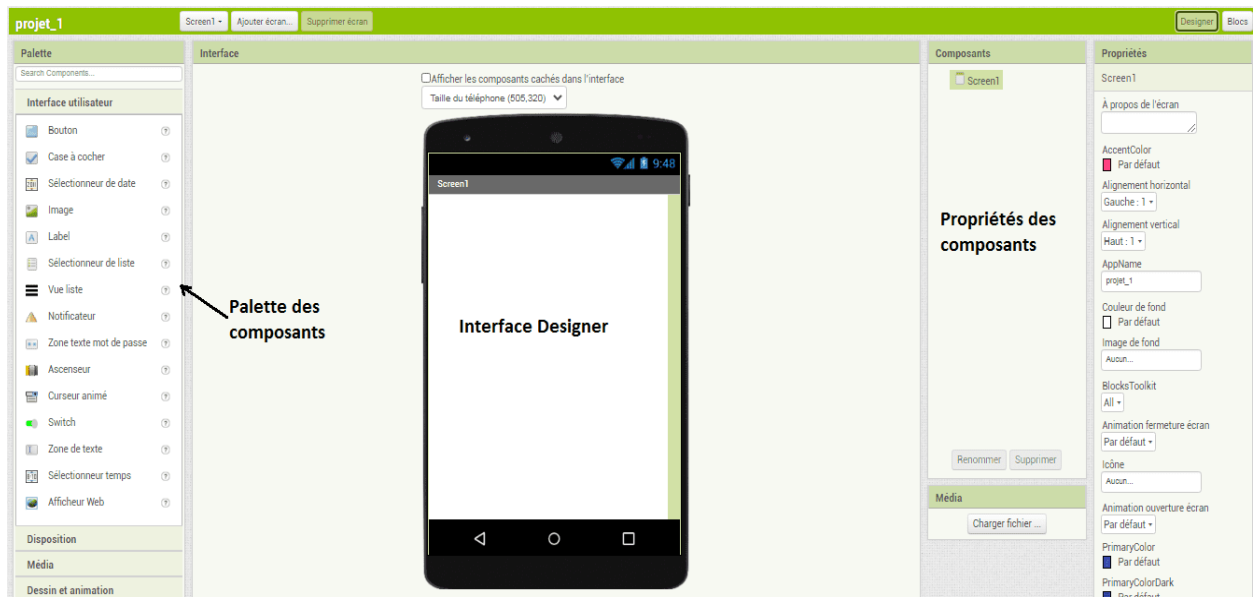 projet_1
Screen1
Ajouter écran...
Supprimer écran
Designer
Blocs
Palette
Search Components...
Interface utilisateur
Bouton
Case à cocher
Sélectionneur de date
Image
Label
Sélectionneur de liste
Vue liste
Notificateur
Zone texte mot de passe
Ascenseur
Curseur animé
Switch
Zone de texte
Sélectionneur temps
Afficheur Web
Disposition
Média
Dessin et animation
Palette des
composants
Interface
Afficher les composants cachés dans l'interface
Taille du téléphone (505,320)
9:48
Screen1
Interface Designer
Composants
Screen1
Propriétés des
composants
Renommer
Supprimer
Média
Charger fichier ...
Propriétés
Screen1
À propos de l'écran
AccentColor
Par défaut
Alignement horizontal
Gauche : 1
Alignement vertical
Haut : 1
AppName
projet_1
Couleur de fond
Par défaut
Image de fond
Aucun...
BlocksToolkit
All
Animation fermeture écran
Par défaut
Icône
Aucun...
Animation ouverture écran
Par défaut
PrimaryColor
Par défaut
PrimaryColorDark
Par défaut